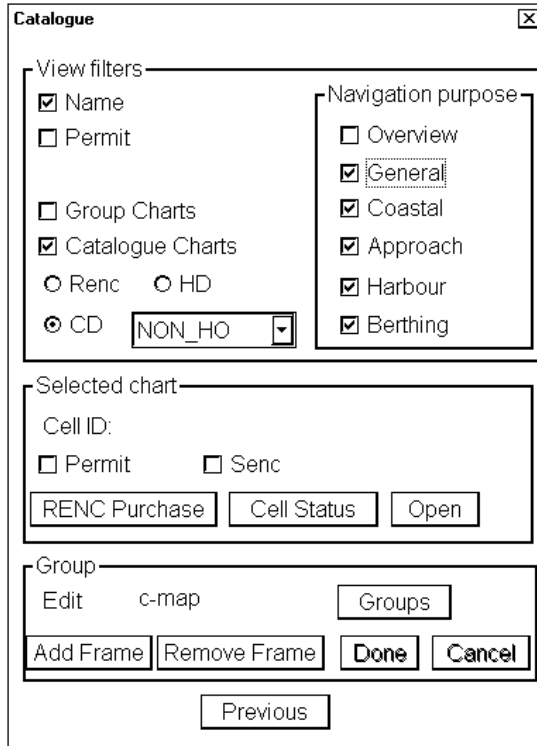 Catalogue
View filters
Name
Permit
Group Charts
Catalogue Charts
Renc HD
CD NON_HO
Navigation purpose
Overview
General
Coastal
Approach
Harbour
Berthing
Selected chart
Cell ID:
Permit Senc
RENC Purchase Cell Status Open
Group
Edit c-map Groups
Add Frame Remove Frame Done Cancel
Previous